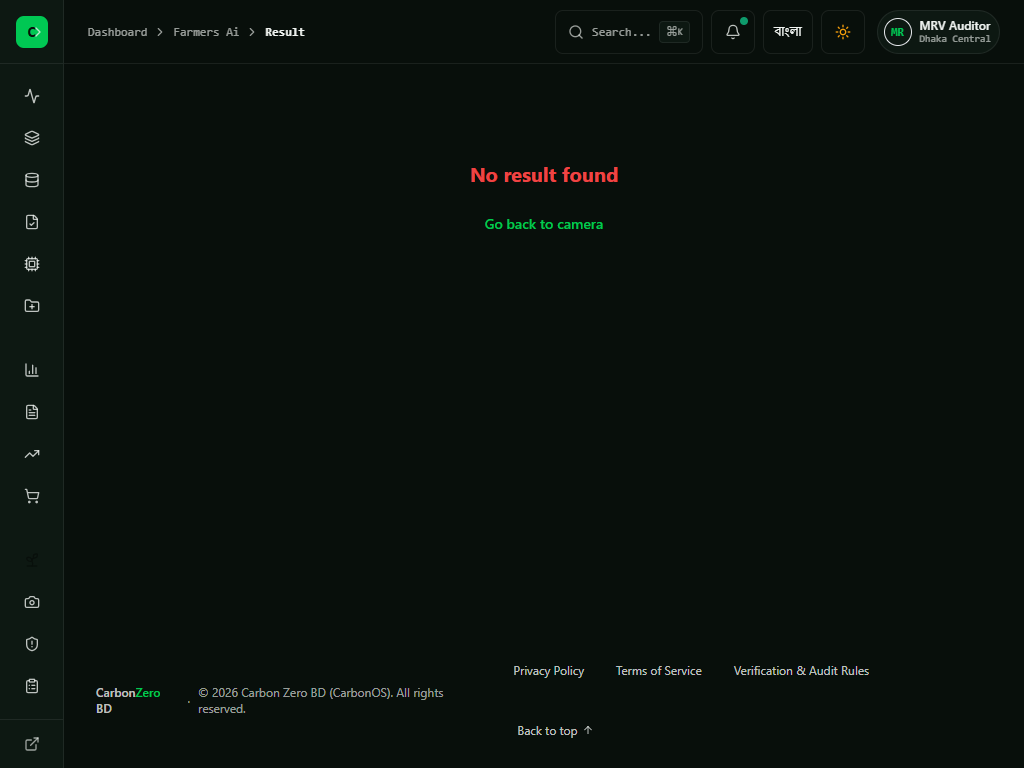 C
Dashboard > Farmers Ai > Result
Search... ⌘K
বাংলা
MR
MRV Auditor
Dhaka Central
No result found
Go back to camera
Privacy Policy
Terms of Service
Verification & Audit Rules
CarbonZero
BD
·
© 2026 Carbon Zero BD (CarbonOS). All rights
reserved.
Back to top ↑